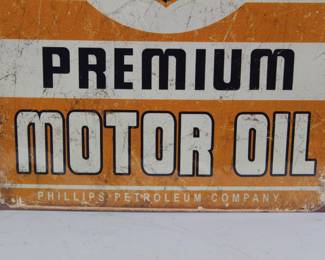 PREMIUM
MOTOR OIL
PHILLIPS PETROLEUM COMPANY